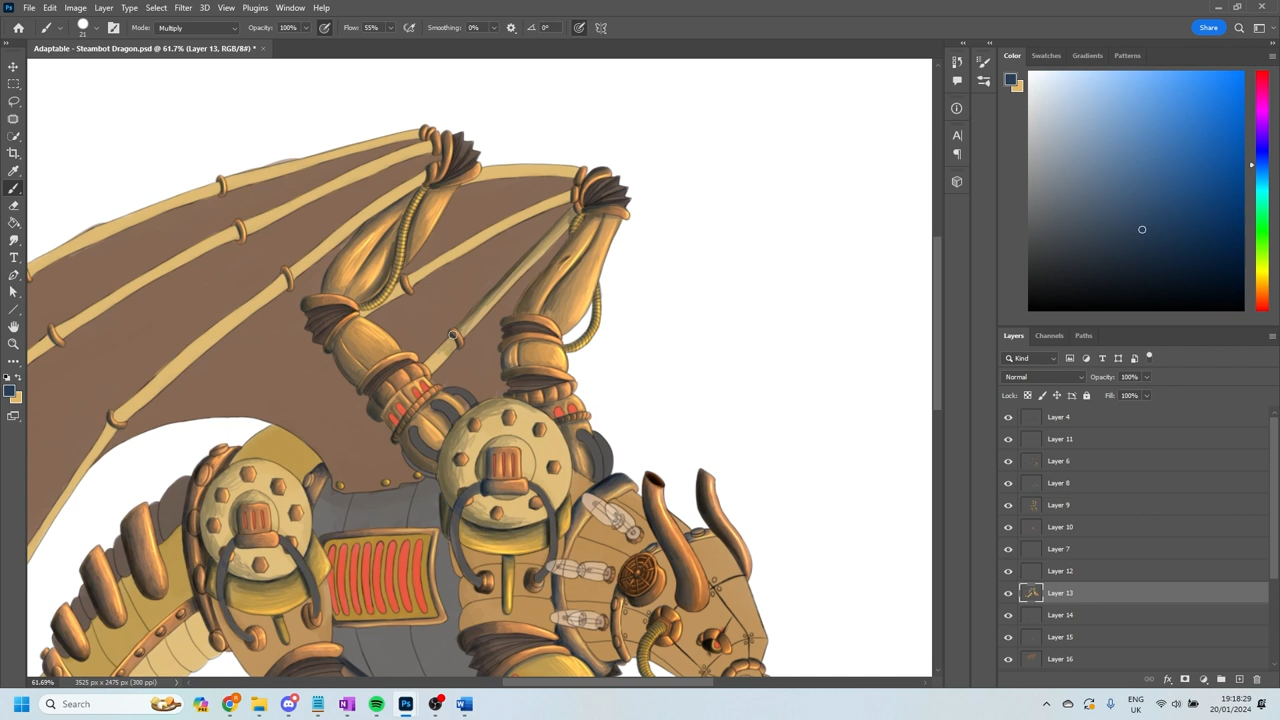 Ps File Edit Image Layer Type Select Filter 3D View Plugins Window Help
21 Mode: Multiply Opacity: 100% Flow: 55% Smoothing: 0% 0° Share
Adaptable - Steambot Dragon.psd @ 61.7% (Layer 13, RGB/8#) *
Color Swatches Gradients Patterns
Layers Channels Paths
Kind
Normal Opacity: 100%
Lock: Fill: 100%
Layer 4
Layer 11
Layer 6
Layer 8
Layer 9
Layer 10
Layer 7
Layer 12
Layer 13
Layer 14
Layer 15
Layer 16
61.69% 3525 px x 2475 px (300 ppi)
Search
ENG
UK
19:18:29
20/01/2024